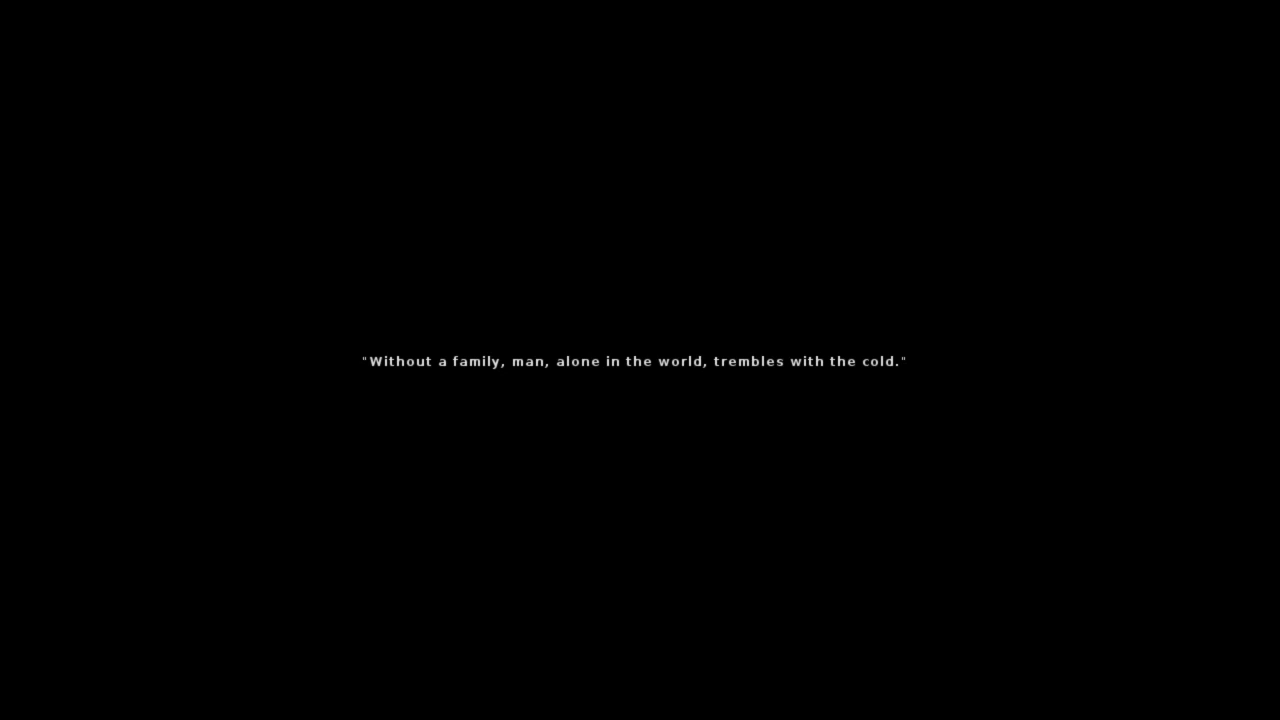 "Without a family, man, alone in the world, trembles with the cold."